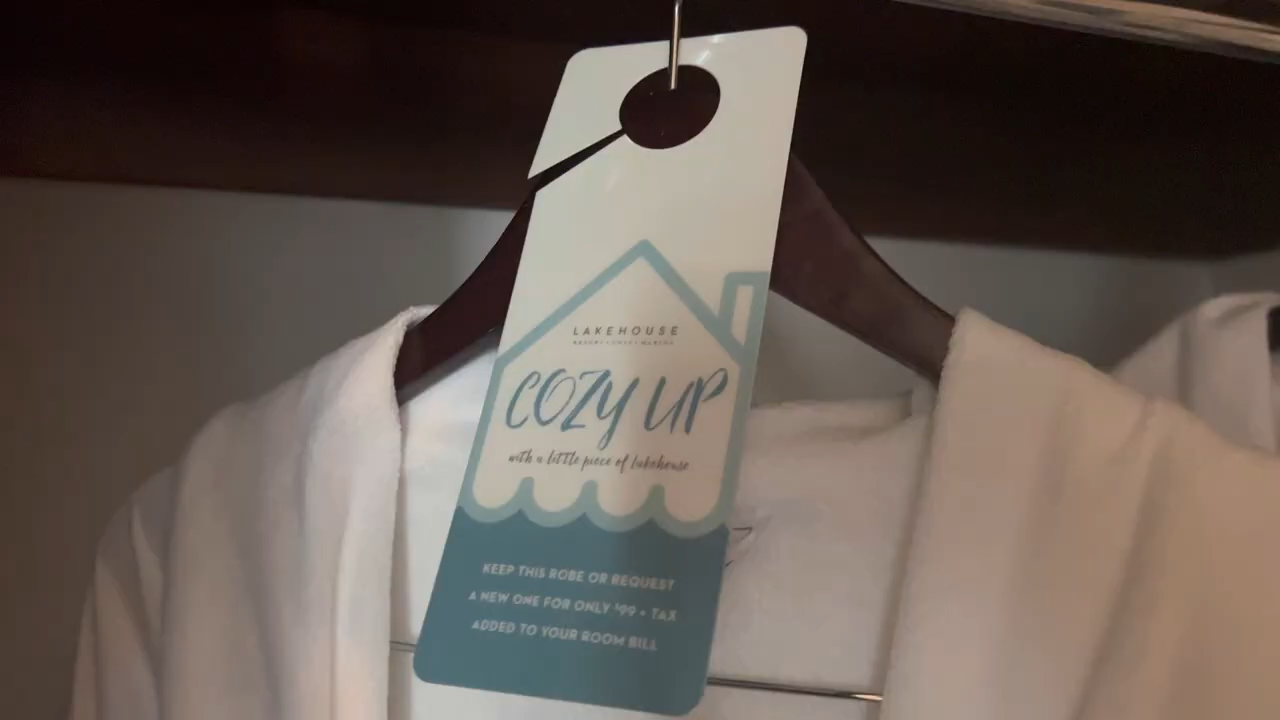 LAKEHOUSE
COZY UP
with a little piece of lakehouse
KEEP THIS ROBE OR REQUEST
A NEW ONE FOR ONLY $99 + TAX
ADDED TO YOUR ROOM BILL